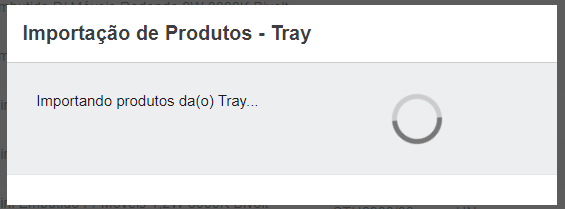 Importação de Produtos - Tray
Importando produtos da(o) Tray...